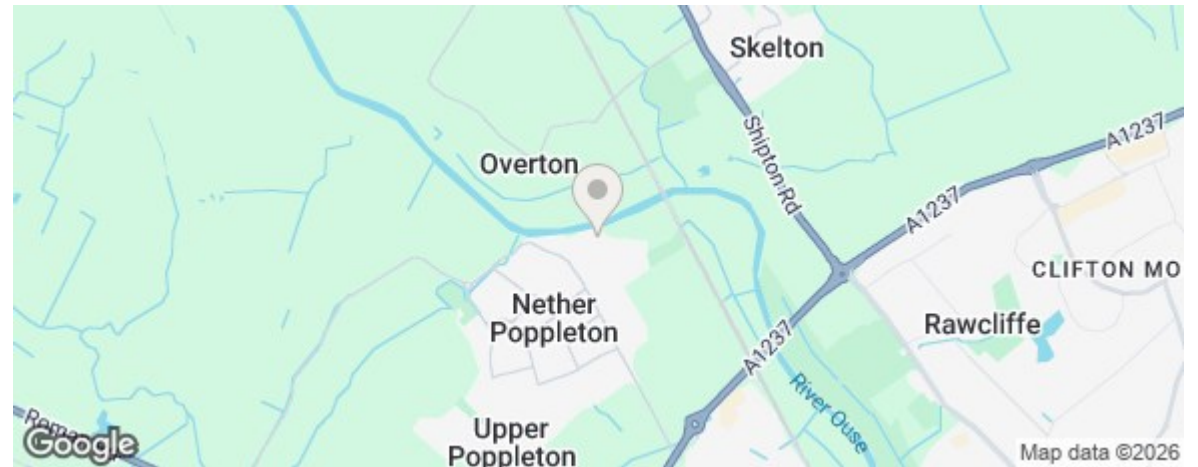 Skelton
A1237
Shipton Rd
Overton
A1237
CLIFTON MO
Nether
Poppleton
Rawcliffe
A1237
River Ouse
Upper
Poppleton
Google
Map data ©2026